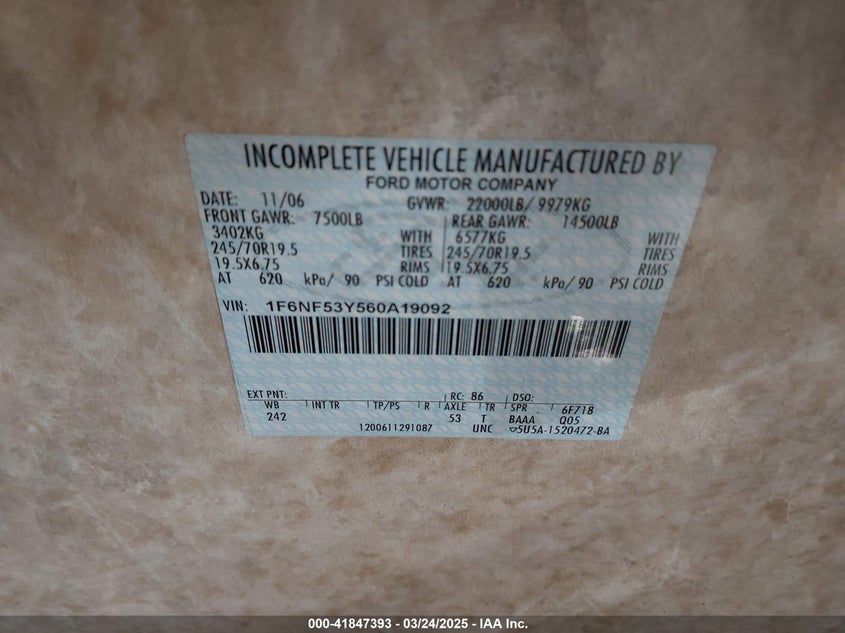 INCOMPLETE VEHICLE MANUFACTURED BY
FORD MOTOR COMPANY
DATE: 11/06 GVWR: 22000LB/ 9979KG
FRONT GAWR: 7500LB REAR GAWR: 14500LB
3402KG WITH 6577KG WITH
245/70R19.5 TIRES 245/70R19.5 TIRES
19.5X6.75 RIMS 19.5X6.75 RIMS
AT 620 kPa/ 90 PSI COLD AT 620 kPa/ 90 PSI COLD
VIN: 1F6NF53Y560A19092
EXT PNT: RC: 86 DSO:
WB INT TR TP/PS R AXLE TR SPR 6F71B
242 53 T BAAA Q05
1200611291087 UNC 5U5A-1520472-BA
000-41847393 - 03/24/2025 - IAA Inc.